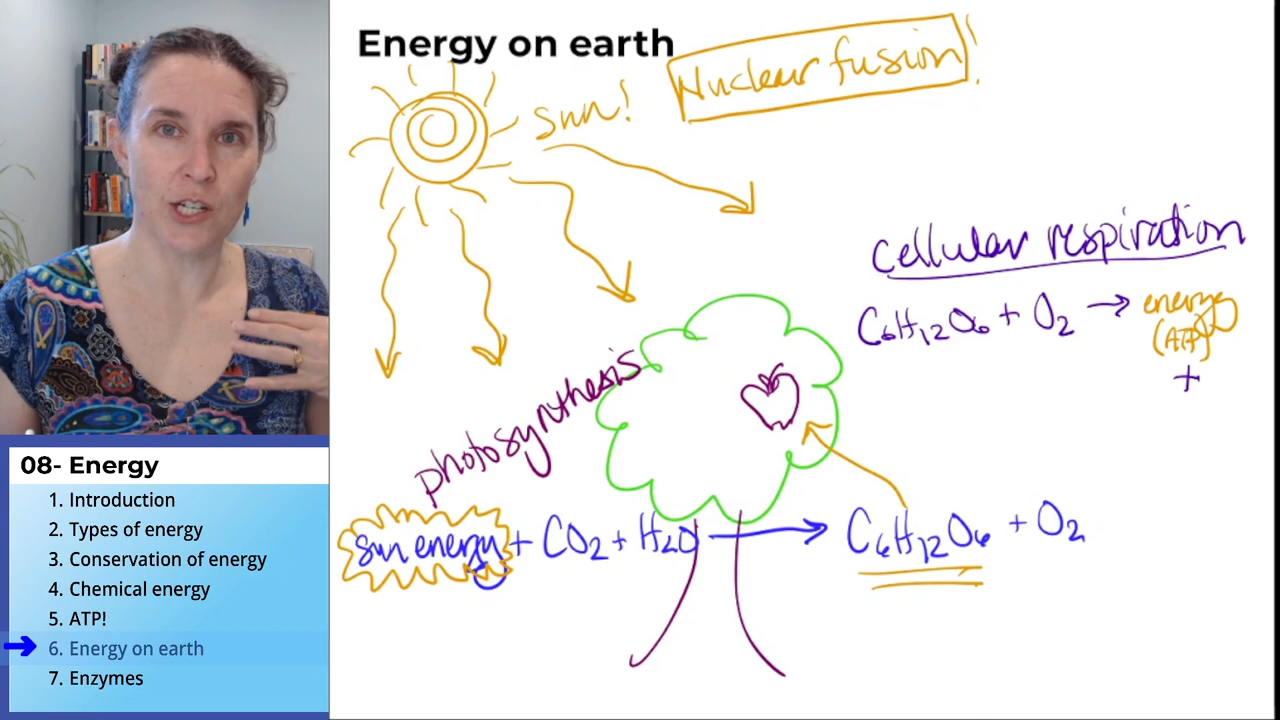 Energy on earth
Nuclear fusion!
sun!
cellular respiration
C6H12O6 + O2 → energy
(ATP)
+
photosynthesis
sun energy + CO2 + H2O → C6H12O6 + O2
08- Energy
1. Introduction
2. Types of energy
3. Conservation of energy
4. Chemical energy
5. ATP!
6. Energy on earth
7. Enzymes